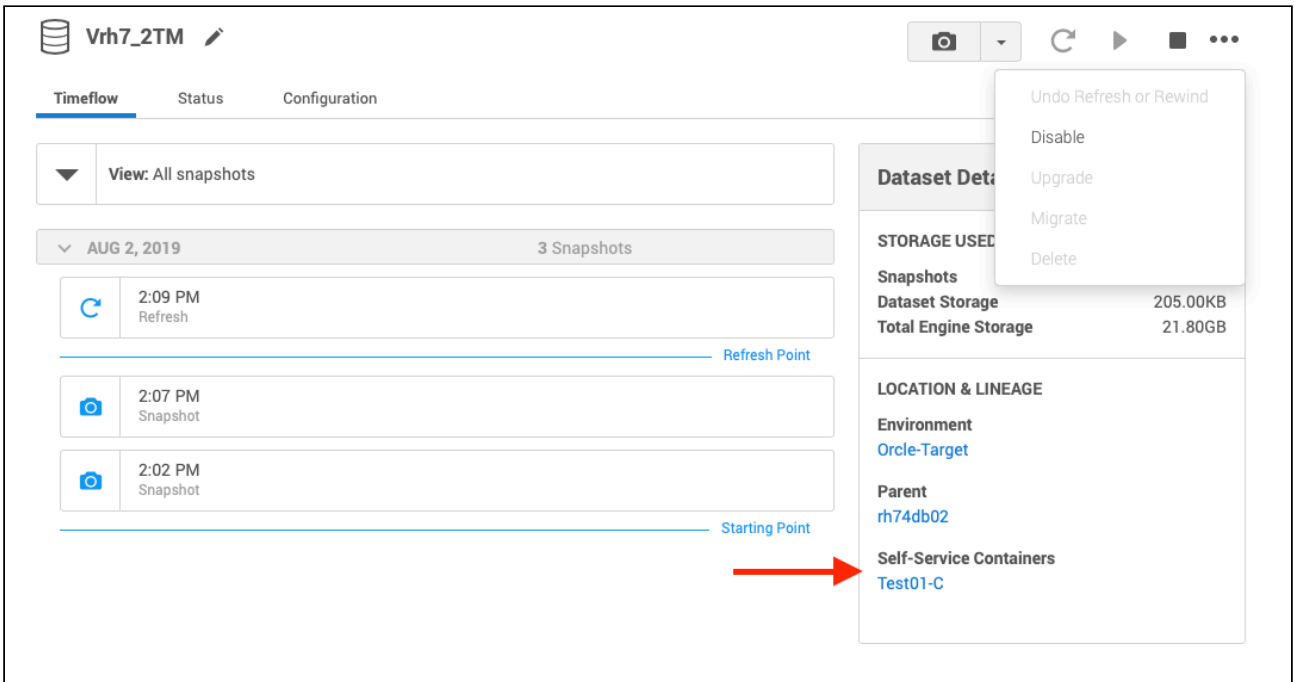 Vrh7_2TM
Timeflow Status Configuration
Undo Refresh or Rewind
Disable
Upgrade
Migrate
Delete
View: All snapshots
AUG 2, 2019 3 Snapshots
2:09 PM
Refresh
Refresh Point
2:07 PM
Snapshot
2:02 PM
Snapshot
Starting Point
Dataset
STORAGE USED
Snapshots
Dataset Storage 205.00KB
Total Engine Storage 21.80GB
LOCATION & LINEAGE
Environment
Orcle-Target
Parent
rh74db02
Self-Service Containers
Test01-C